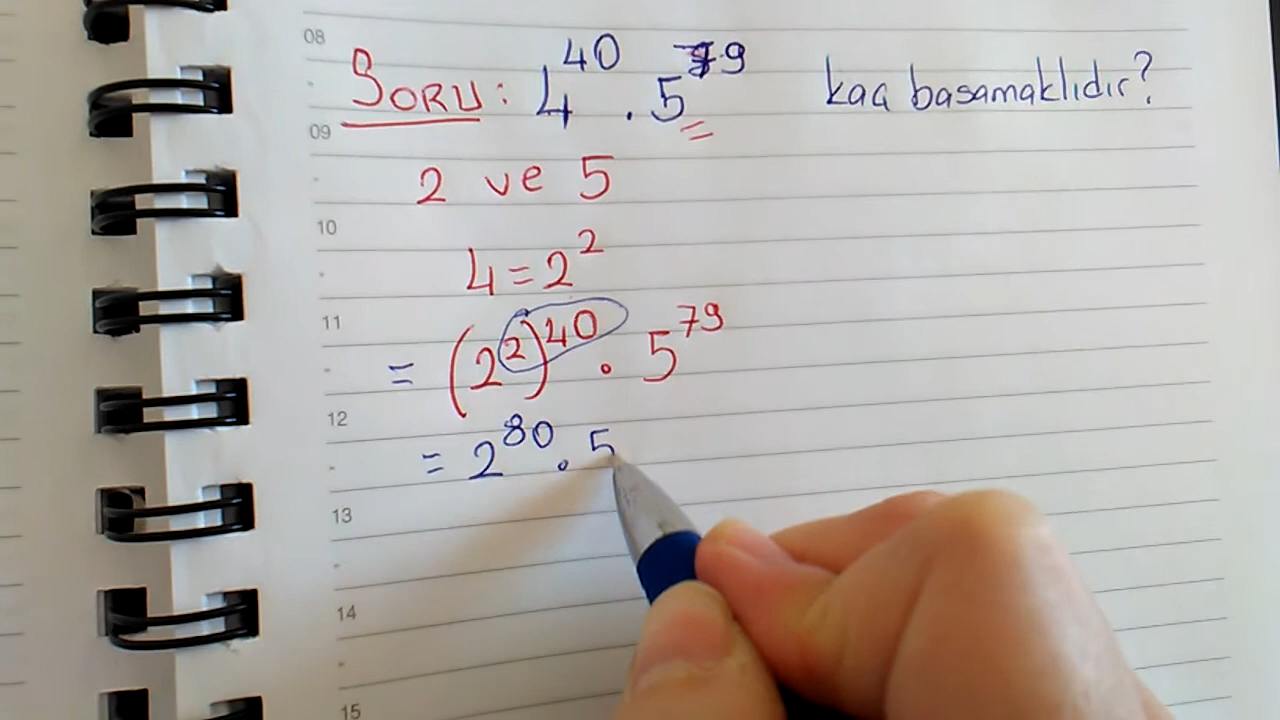 08
SORU: 4^40 . 5^79 kaç basamaklıdır?
09
2 ve 5
10
4=2^2
11
= (2^2)^40 . 5^79
12
= 2^80 . 5
13
14
15